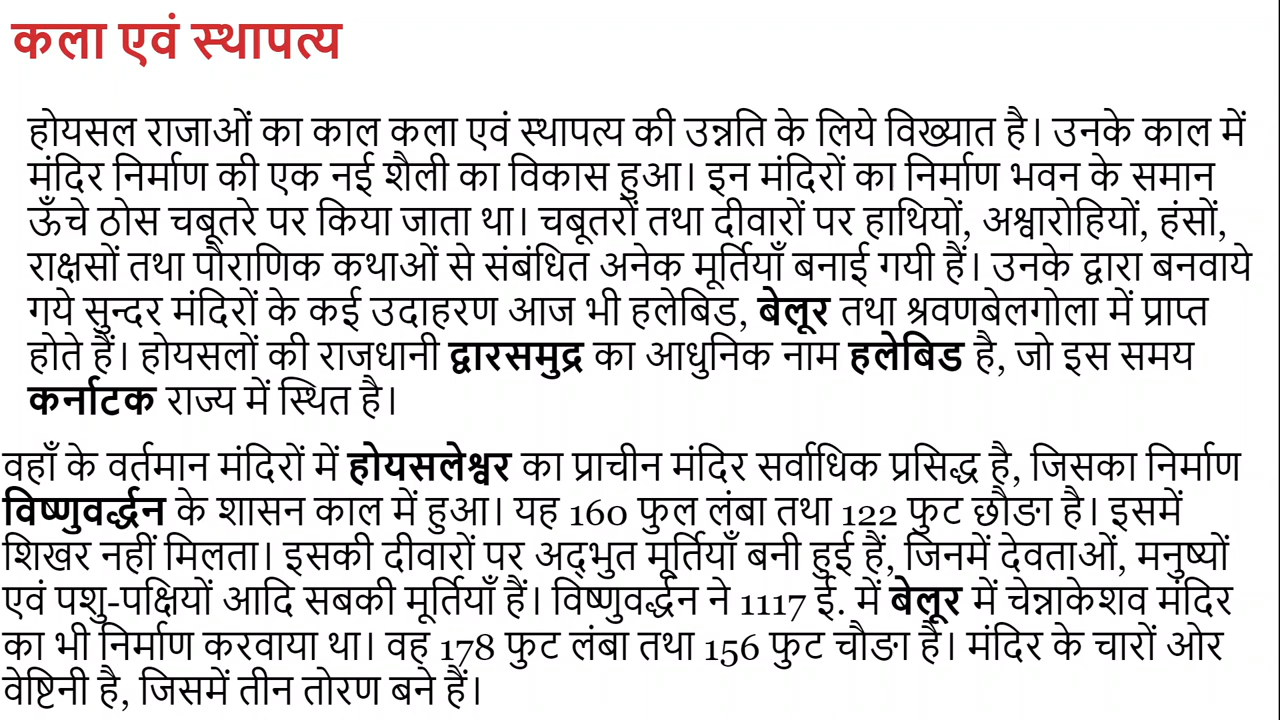 कला एवं स्थापत्य
होयसल राजाओं का काल कला एवं स्थापत्य की उन्नति के लिये विख्यात है। उनके काल में
मंदिर निर्माण की एक नई शैली का विकास हुआ। इन मंदिरों का निर्माण भवन के समान
ऊँचे ठोस चबूतरे पर किया जाता था। चबूतरों तथा दीवारों पर हाथियों, अश्वारोहियों, हंसों,
राक्षसों तथा पौराणिक कथाओं से संबंधित अनेक मूर्तियाँ बनाई गयी हैं। उनके द्वारा बनवाये
गये सुन्दर मंदिरों के कई उदाहरण आज भी हलेबिड, बेलूर तथा श्रवणबेलगोला में प्राप्त
होते हैं। होयसलों की राजधानी द्वारसमुद्र का आधुनिक नाम हलेबिड है, जो इस समय
कर्नाटक राज्य में स्थित है।
वहाँ के वर्तमान मंदिरों में होयसलेश्वर का प्राचीन मंदिर सर्वाधिक प्रसिद्ध है, जिसका निर्माण
विष्णुवर्द्धन के शासन काल में हुआ। यह 160 फुल लंबा तथा 122 फुट छौङा है। इसमें
शिखर नहीं मिलता। इसकी दीवारों पर अद्भुत मूर्तियाँ बनी हुई हैं, जिनमें देवताओं, मनुष्यों
एवं पशु-पक्षियों आदि सबकी मूर्तियाँ हैं। विष्णुवर्द्धन ने 1117 ई. में बेलूर में चेन्नाकेशव मंदिर
का भी निर्माण करवाया था। वह 178 फुट लंबा तथा 156 फुट चौङा है। मंदिर के चारों ओर
वेष्टिनी है, जिसमें तीन तोरण बने हैं।